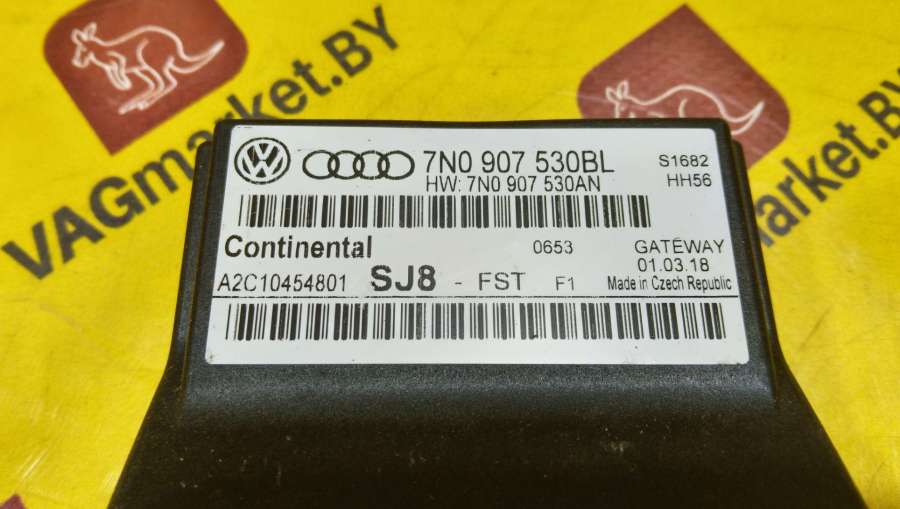 VAGmarket.BY
VAGmarket.BY
7N0 907 530BL S1682
HW: 7N0 907 530AN HH56
Continental 0653 GATEWAY
01.03.18
A2C10454801 SJ8 - FST F1 Made in Czech Republic